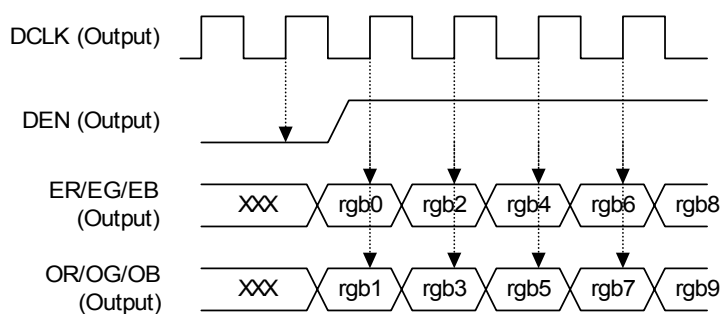 DCLK (Output)
DEN (Output)
ER/EG/EB
(Output)
XXX rgb0 rgb2 rgb4 rgb6 rgb8
OR/OG/OB
(Output)
XXX rgb1 rgb3 rgb5 rgb7 rgb9